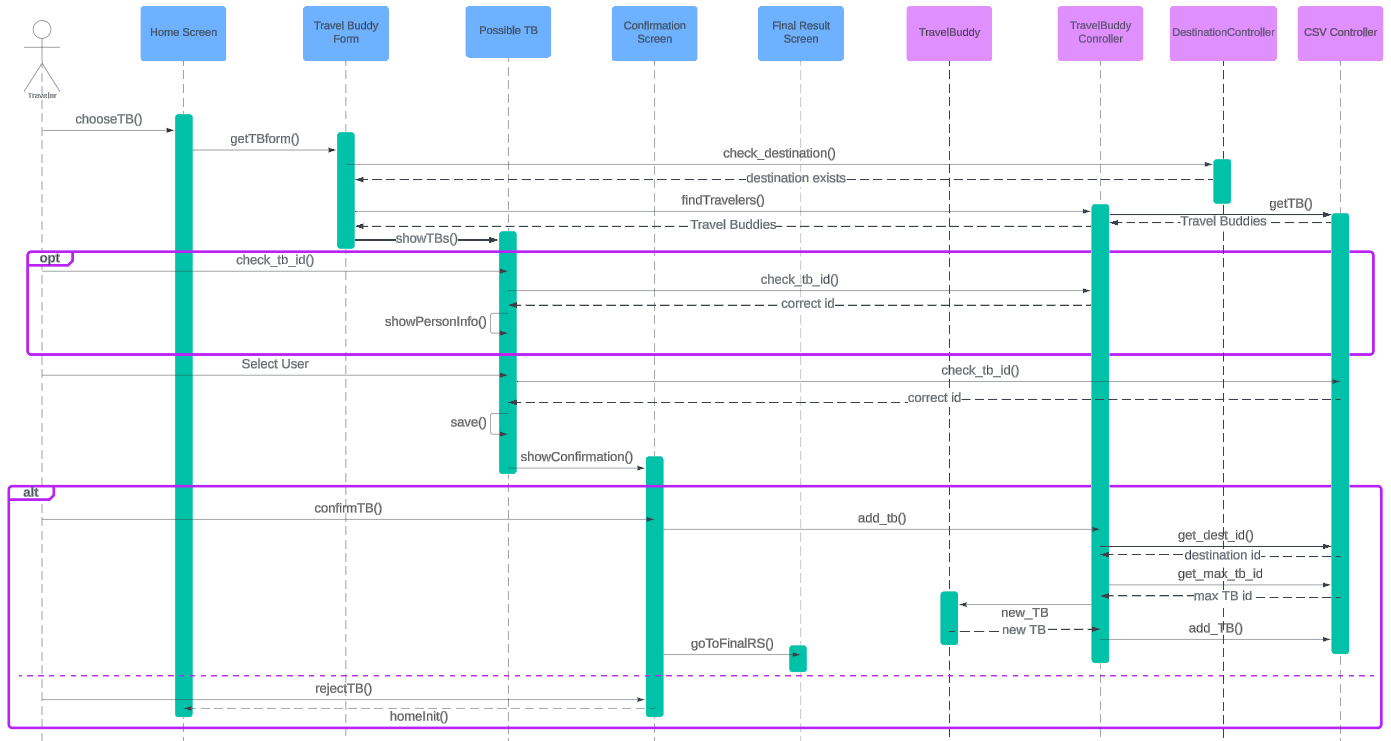 Home Screen
Travel Buddy
Form
Possible TB
Confirmation
Screen
Final Result
Screen
TravelBuddy
TravelBuddy
Conroller
DestinationController
CSV Controller
Traveler
chooseTB()
getTBform()
check_destination()
destination exists
findTravelers()
getTB()
Travel Buddies
Travel Buddies
showTBs()
opt
check_tb_id()
check_tb_id()
correct id
showPersonInfo()
Select User
check_tb_id()
correct id
save()
showConfirmation()
alt
confirmTB()
add_tb()
get_dest_id()
destination id
get_max_tb_id
max TB id
new_TB
new TB
add_TB()
goToFinalRS()
rejectTB()
homeInit()